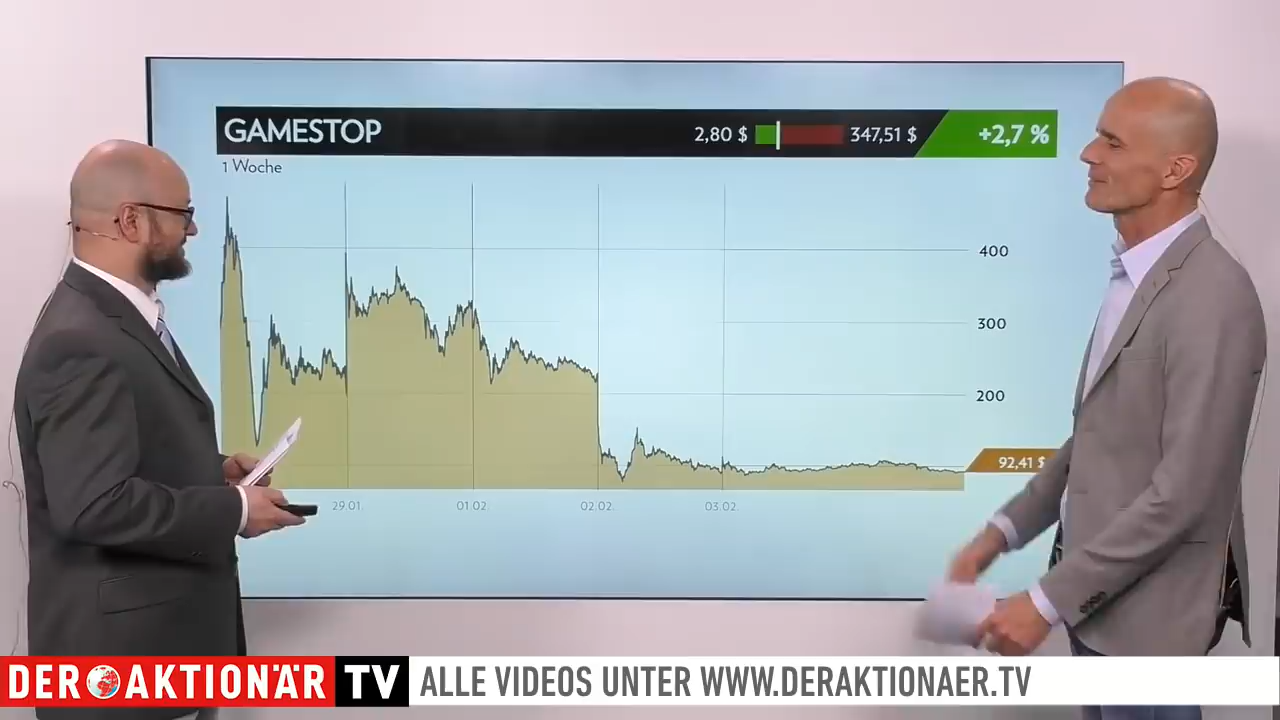 GAMESTOP
2,80 $ 347,51 $ +2,7 %
1 Woche
400
300
200
92,41 $
29.01. 01.02. 02.02. 03.02.
DER AKTIONÄR TV ALLE VIDEOS UNTER WWW.DERAKTIONAER.TV